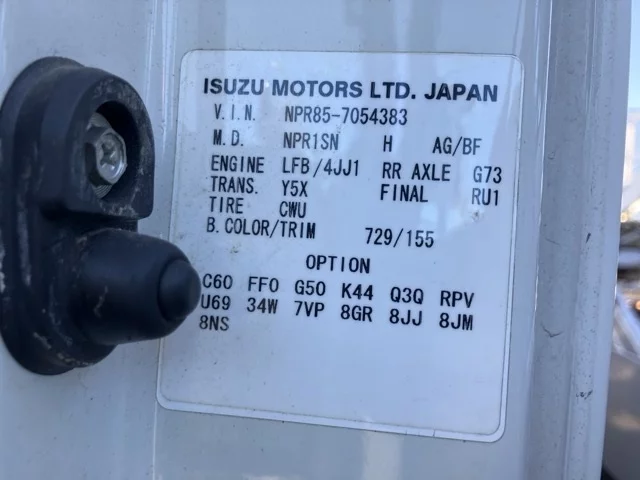 ISUZU MOTORS LTD. JAPAN
V.I.N. NPR85-7054383
M.D. NPR1SN H AG/BF
ENGINE LFB/4JJ1 RR AXLE G73
TRANS. Y5X FINAL RU1
TIRE CWU
B.COLOR/TRIM 729/155
OPTION
C60 FF0 G50 K44 Q3Q RPV
U69 34W 7VP 8GR 8JJ 8JM
8NS